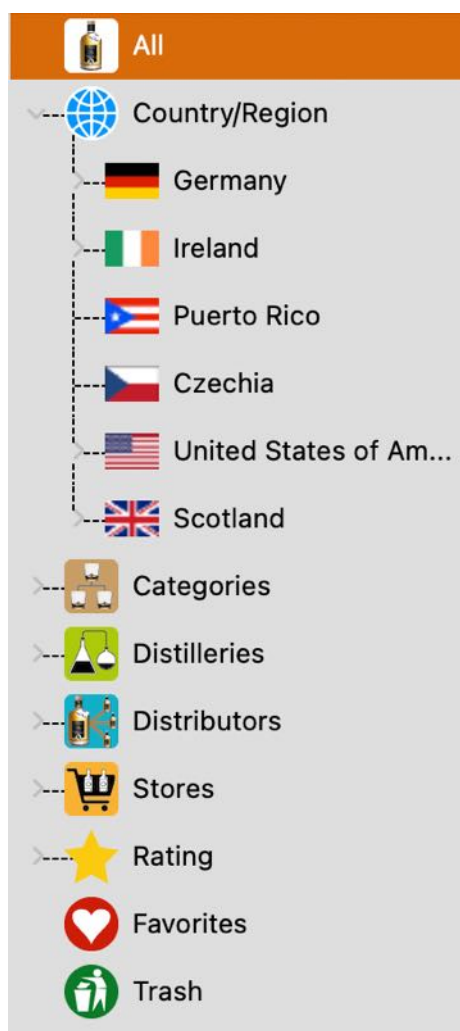 All
Country/Region
Germany
Ireland
Puerto Rico
Czechia
United States of Am...
Scotland
Categories
Distilleries
Distributors
Stores
Rating
Favorites
Trash